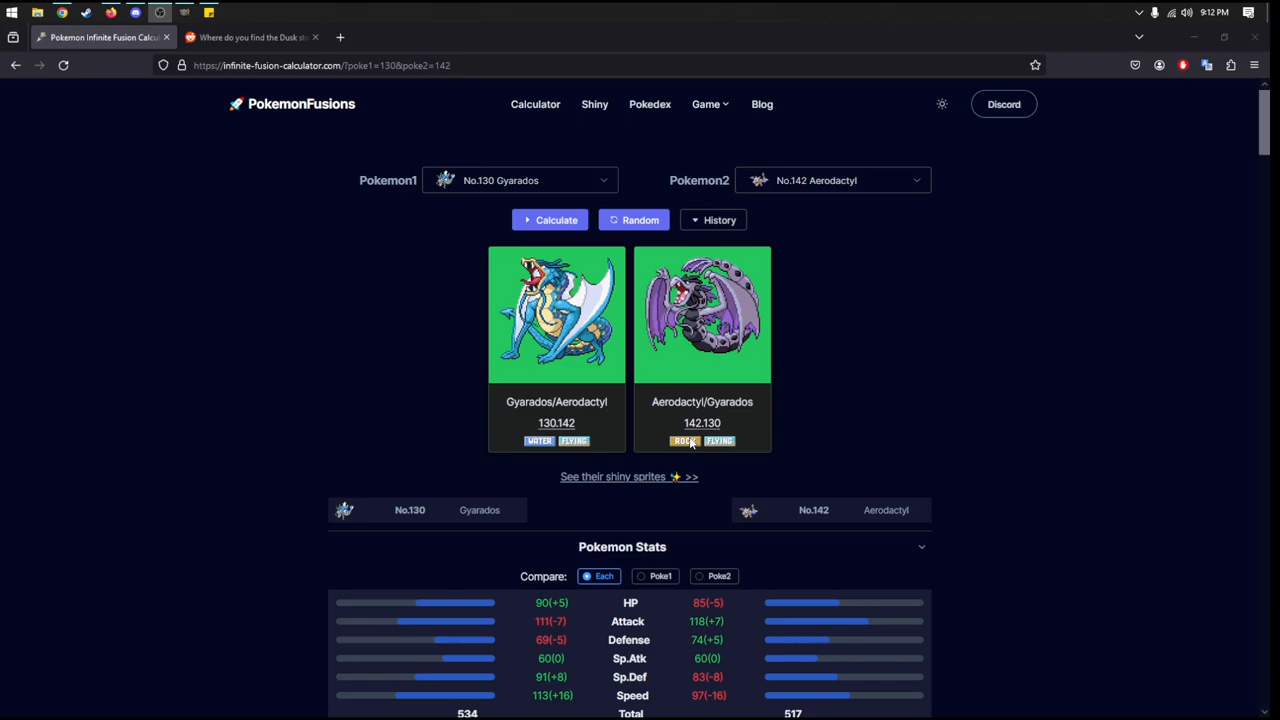 9:12 PM
Pokemon Infinite Fusion Calcu
Where do you find the Dusk st
https://infinite-fusion-calculator.com/?poke1=130&poke2=142
PokemonFusions
Calculator Shiny Pokedex Game Blog
Discord
Pokemon1 No.130 Gyarados Pokemon2 No.142 Aerodactyl
Calculate Random History
Gyarados/Aerodactyl Aerodactyl/Gyarados
130.142 142.130
WATER FLYING ROCK FLYING
See their shiny sprites ✨ >>
No.130 Gyarados No.142 Aerodactyl
Pokemon Stats
Compare: Each Poke1 Poke2
90(+5) HP 85(-5)
111(-7) Attack 118(+7)
69(-5) Defense 74(+5)
60(0) Sp.Atk 60(0)
91(+8) Sp.Def 83(-8)
113(+16) Speed 97(-16)
534 Total 517